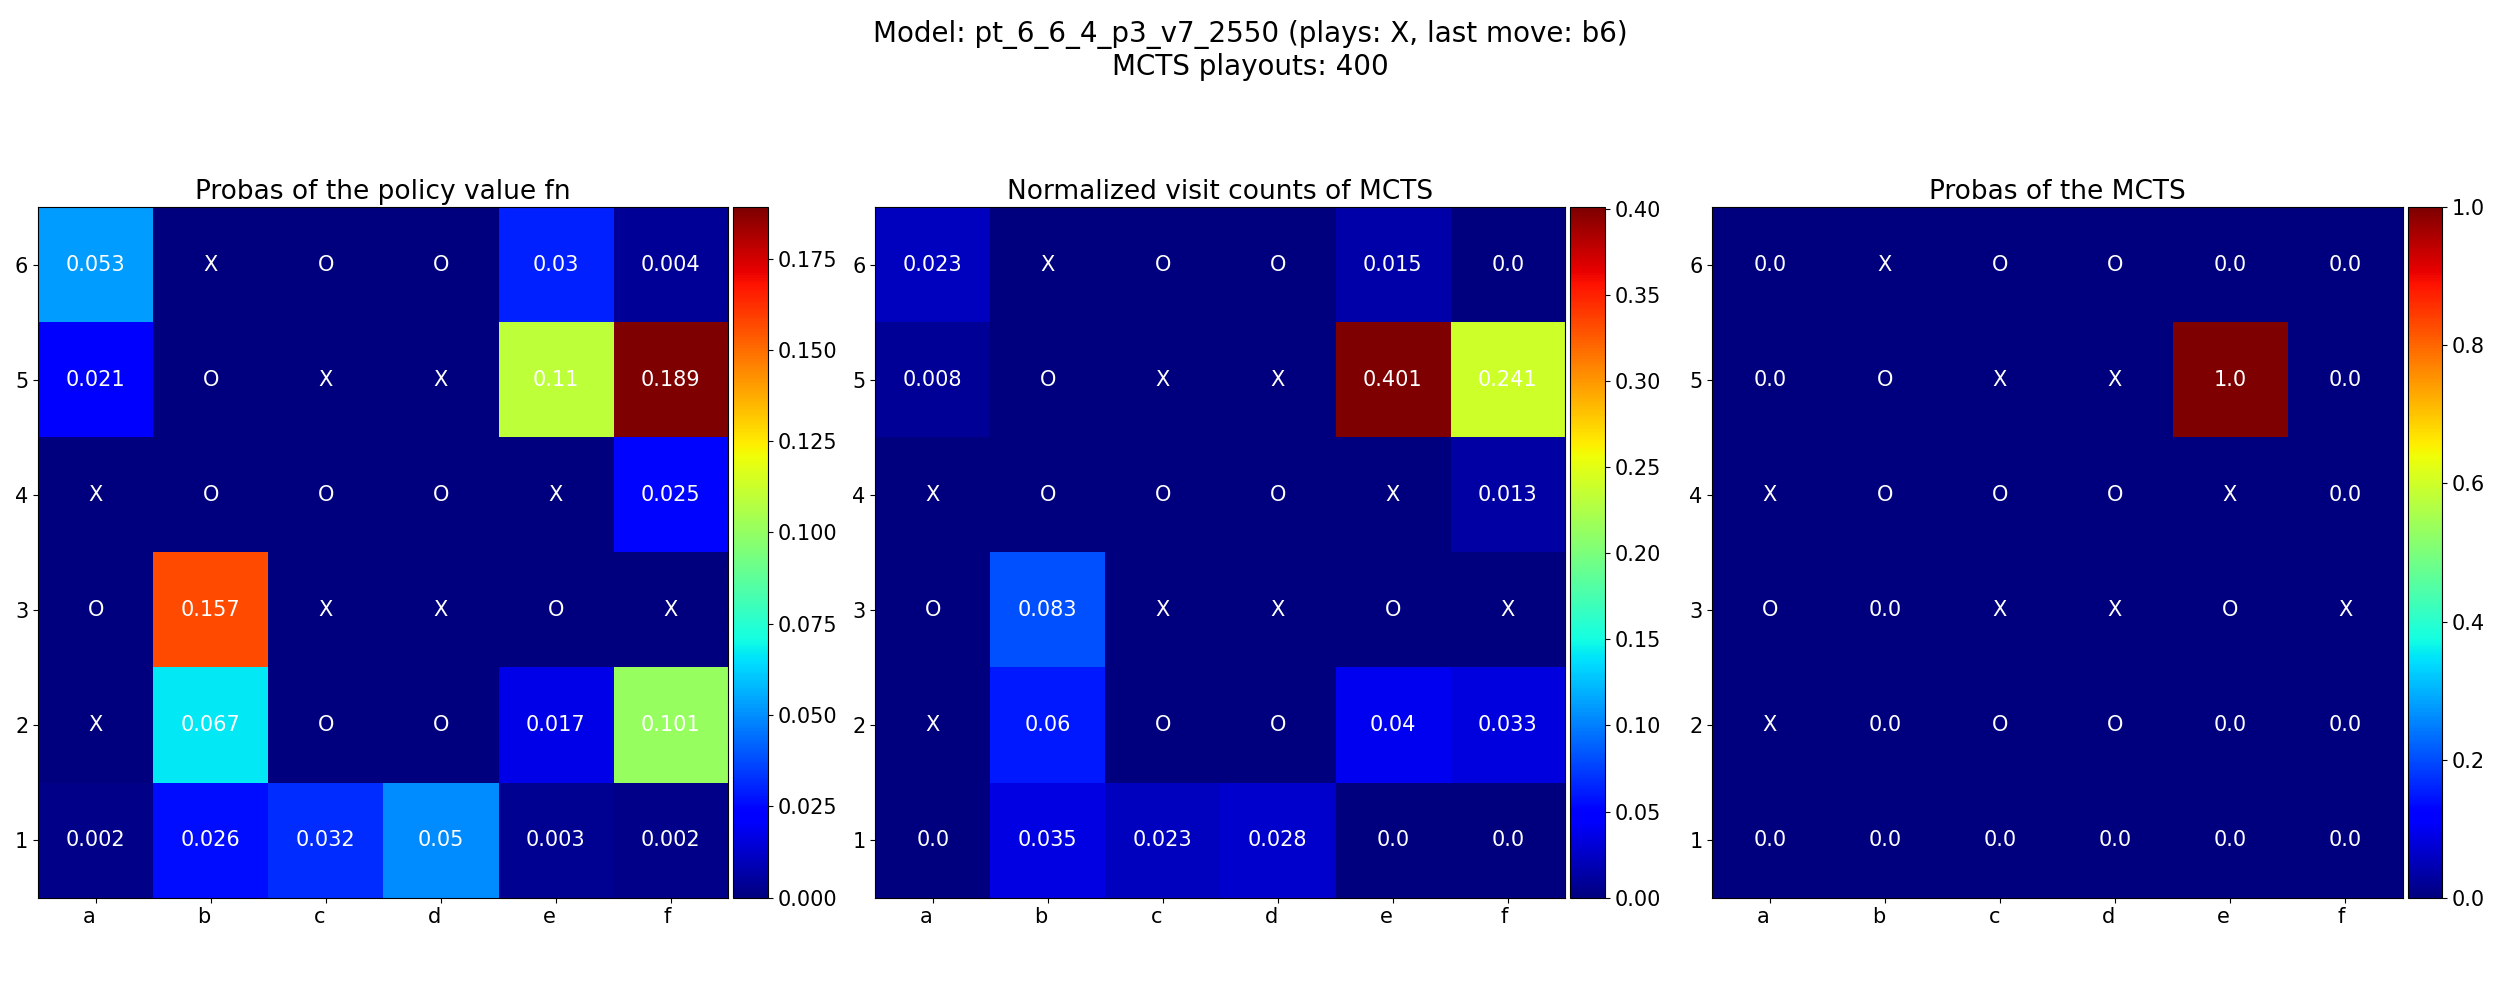 Model: pt_6_6_4_p3_v7_2550 (plays: X, last move: b6)
MCTS playouts: 400
Probas of the policy value fn
6 0.053 X O O 0.03 0.004
5 0.021 O X X 0.11 0.189
4 X O O O X 0.025
3 O 0.157 X X O X
2 X 0.067 O O 0.017 0.101
1 0.002 0.026 0.032 0.05 0.003 0.002
a b c d e f
0.175
0.150
0.125
0.100
0.075
0.050
0.025
0.000
Normalized visit counts of MCTS
6 0.023 X O O 0.015 0.0
5 0.008 O X X 0.401 0.241
4 X O O O X 0.013
3 O 0.083 X X O X
2 X 0.06 O O 0.04 0.033
1 0.0 0.035 0.023 0.028 0.0 0.0
a b c d e f
0.40
0.35
0.30
0.25
0.20
0.15
0.10
0.05
0.00
Probas of the MCTS
6 0.0 X O O 0.0 0.0
5 0.0 O X X 1.0 0.0
4 X O O O X 0.0
3 O 0.0 X X O X
2 X 0.0 O O 0.0 0.0
1 0.0 0.0 0.0 0.0 0.0 0.0
a b c d e f
1.0
0.8
0.6
0.4
0.2
0.0